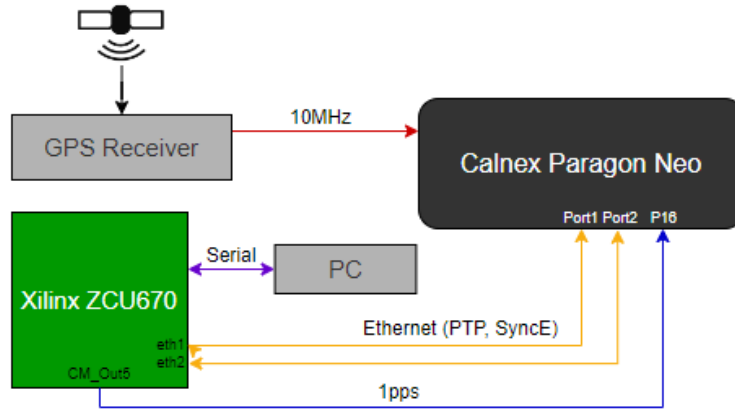 10MHz
GPS Receiver
Calnex Paragon Neo
Port1 Port2 P16
Serial
PC
Xilinx ZCU670
Ethernet (PTP, SyncE)
eth1
eth2
CM_Out5
1pps